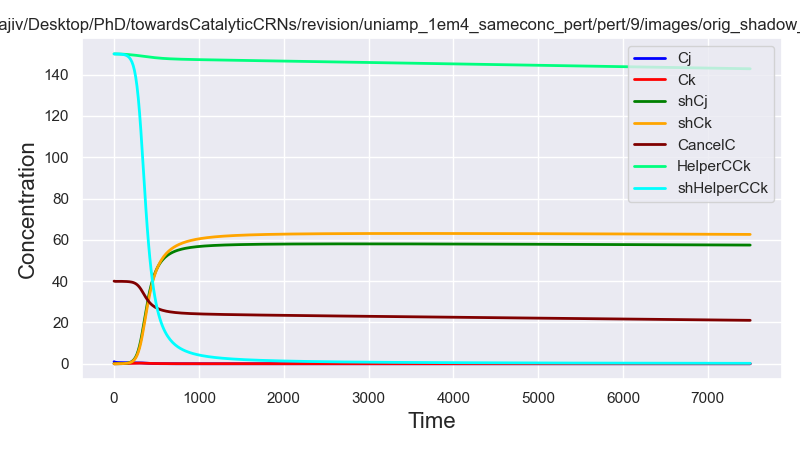 ajiv/Desktop/PhD/towardsCatalyticCRNs/revision/uniamp_1em4_sameconc_pert/pert/9/images/orig_shadow_
Concentration
140
120
100
80
60
40
20
0
0 1000 2000 3000 4000 5000 6000 7000
Time
Cj
Ck
shCj
shCk
CancelC
HelperCCk
shHelperCCk